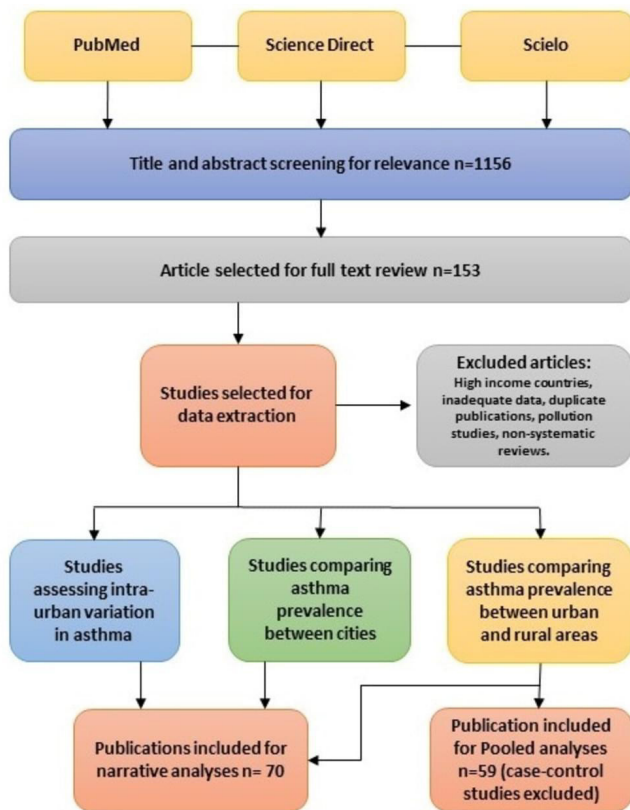 PubMed
Science Direct
Scielo
Title and abstract screening for relevance n=1156
Article selected for full text review n=153
Studies selected for
data extraction
Excluded articles:
High income countries,
inadequate data, duplicate
publications, pollution
studies, non-systematic
reviews.
Studies
assessing intra-
urban variation
in asthma
Studies comparing
asthma
prevalence
between cities
Studies comparing
asthma prevalence
between urban
and rural areas
Publications included for
narrative analyses n= 70
Publication included
for Pooled analyses
n=59 (case-control
studies excluded)